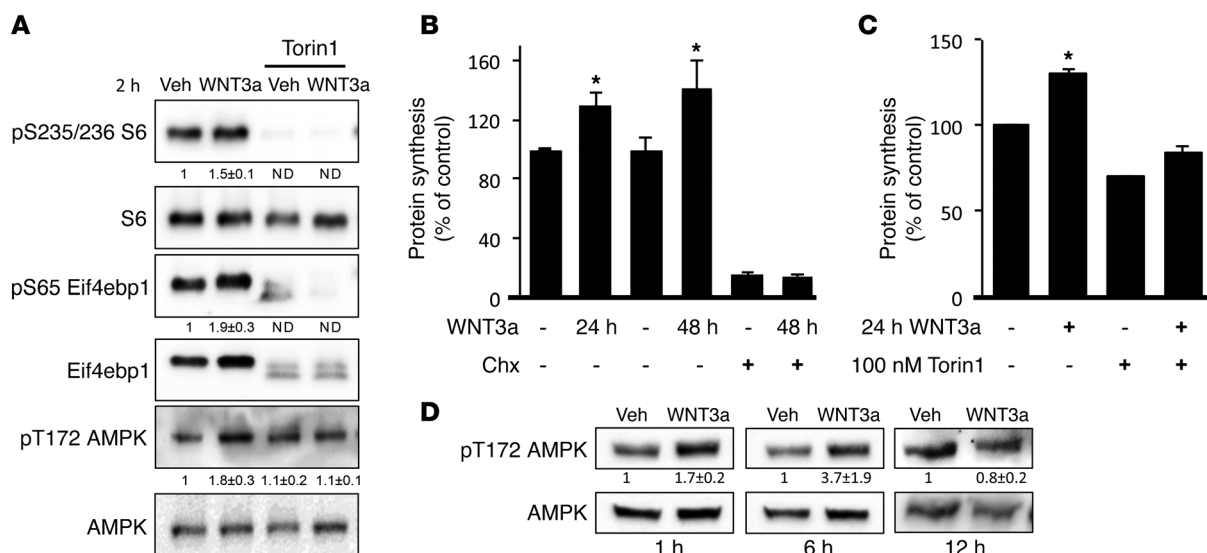 A
Torin1
2 h Veh WNT3a Veh WNT3a
pS235/236 S6
1 1.5±0.1 ND ND
S6
pS65 Eif4ebp1
1 1.9±0.3 ND ND
Eif4ebp1
pT172 AMPK
1 1.8±0.3 1.1±0.2 1.1±0.1
AMPK
B
Protein synthesis
(% of control)
160
120
80
40
0
* *
WNT3a - 24 h - 48 h - 48 h
Chx - - - - + +
C
Protein synthesis
(% of control)
150
100
50
0
*
24 h WNT3a - + - +
100 nM Torin1 - - + +
D
Veh WNT3a Veh WNT3a Veh WNT3a
pT172 AMPK
1 1.7±0.2 1 3.7±1.9 1 0.8±0.2
AMPK
1 h 6 h 12 h